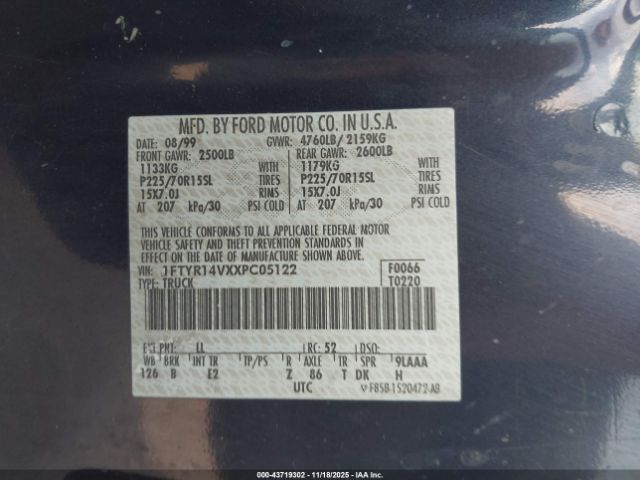 MFD. BY FORD MOTOR CO. IN U.S.A.
DATE: 08/99 GVWR: 4760LB/ 2159KG
FRONT GAWR: 2500LB REAR GAWR: 2600LB
1133KG WITH 1179KG WITH
P225/70R15SL TIRES P225/70R15SL TIRES
15X7.0J RIMS 15X7.0J RIMS
AT 207 kPa/30 PSI COLD AT 207 kPa/30 PSI COLD
THIS VEHICLE CONFORMS TO ALL APPLICABLE FEDERAL MOTOR
VEHICLE SAFETY AND THEFT PREVENTION STANDARDS IN
EFFECT ON THE DATE OF MANUFACTURE SHOWN ABOVE.
VIN: 1FTYR14VXXPC05122 F0066
TYPE: TRUCK T0220
EXT PNT: LL RC: 52 DSO:
WB BRK INT TR TP/PS R AXLE TR SPR 9LAAA
126 B E2 Z 86 T DK H
UTC F85B-1520472-AB
000-43719302 | 11/18/2025 - IAA Inc.